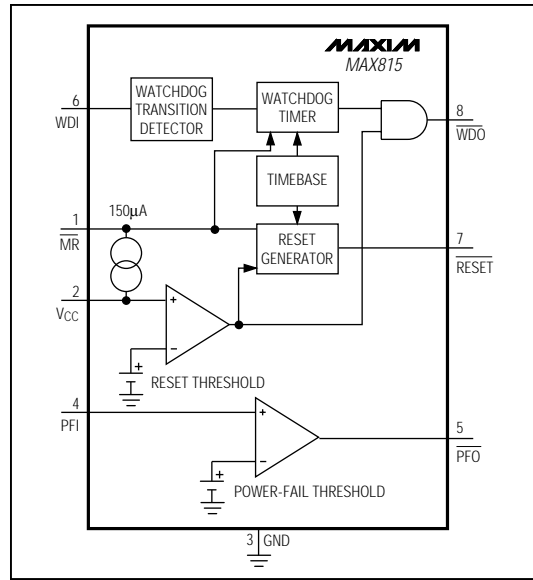 MAXIM
MAX815
WATCHDOG
TRANSITION
DETECTOR
WATCHDOG
TIMER
6
WDI
8
WDO
TIMEBASE
150μA
1
MR
RESET
GENERATOR
7
RESET
2
VCC
+
−
+
RESET THRESHOLD
4
PFI
+
−
+
5
PFO
POWER-FAIL THRESHOLD
3 GND